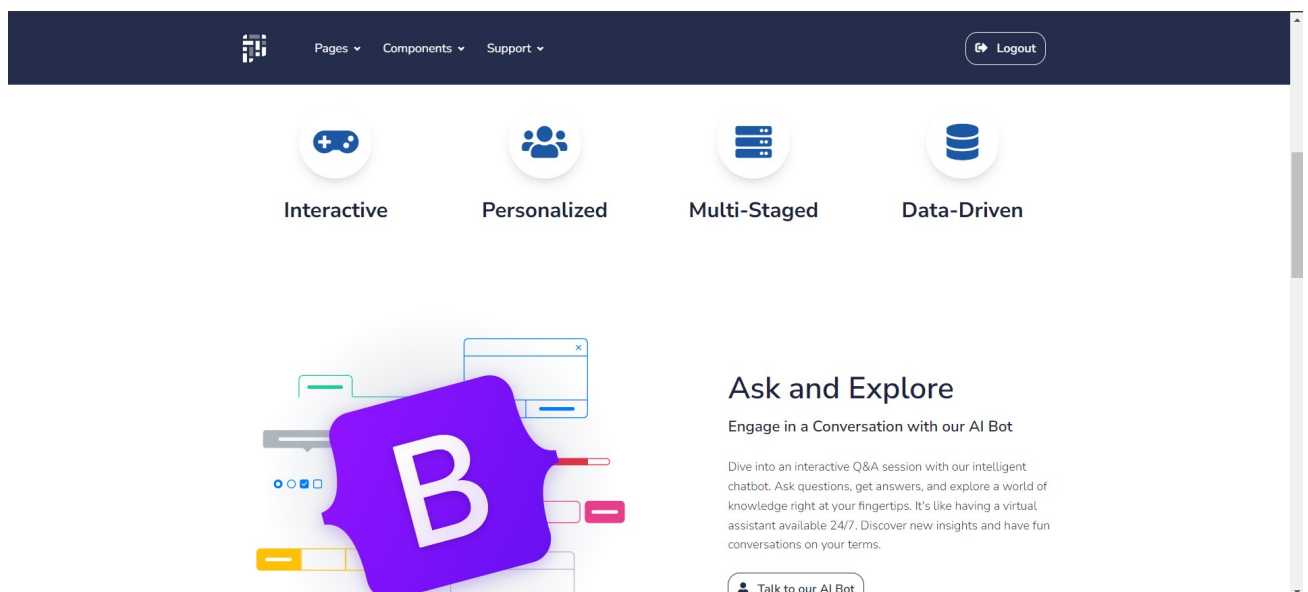 Pages Components Support Logout
Interactive Personalized Multi-Staged Data-Driven
B
Ask and Explore
Engage in a Conversation with our AI Bot
Dive into an interactive Q&A session with our intelligent
chatbot. Ask questions, get answers, and explore a world of
knowledge right at your fingertips. It's like having a virtual
assistant available 24/7. Discover new insights and have fun
conversations on your terms.
Talk to our AI Bot